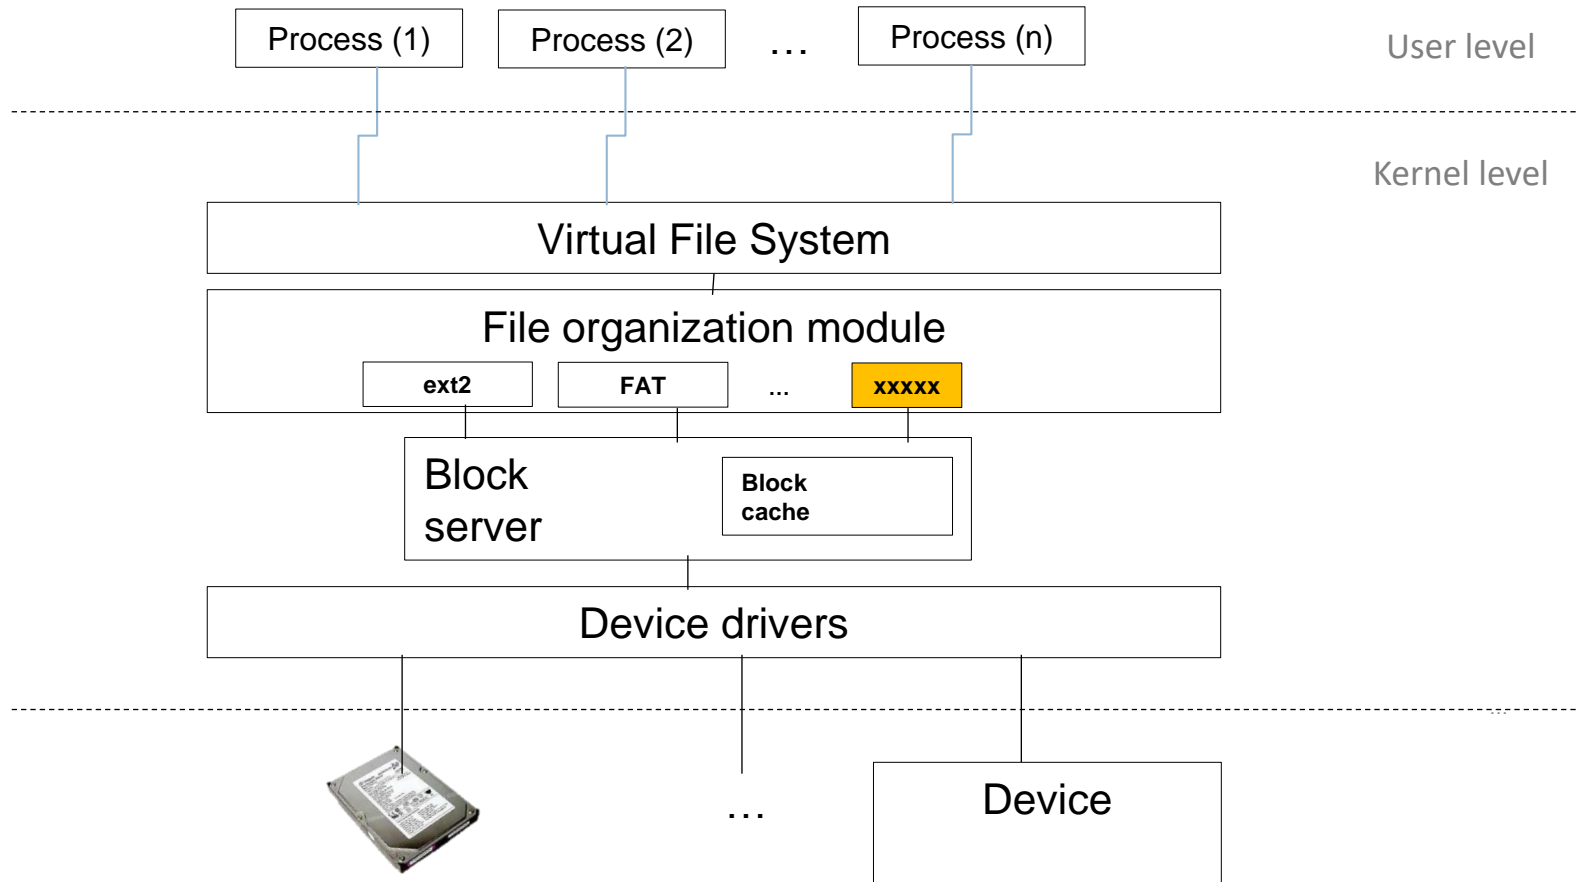 Process (1)
Process (2)
…
Process (n)
User level
Kernel level
Virtual File System
File organization module
ext2
FAT
...
xxxxx
Block
server
Block
cache
Device drivers
...
…
Device